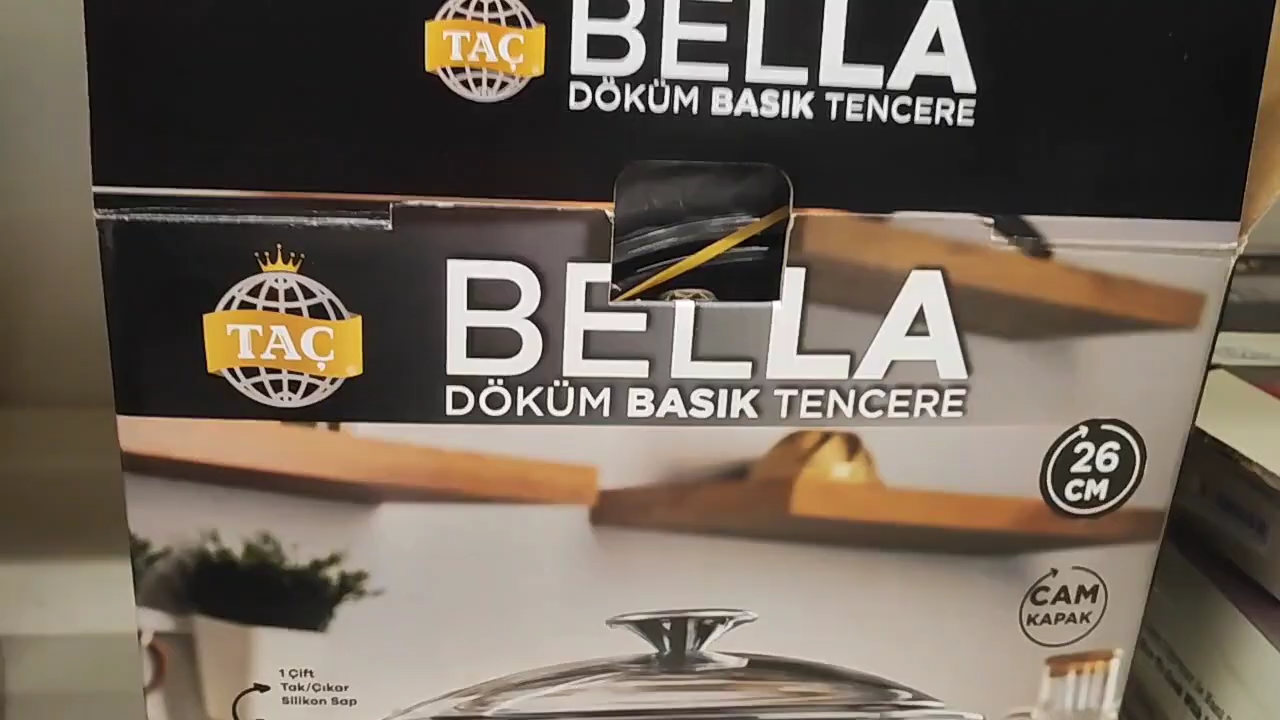 TAÇ
BELLA
DÖKÜM BASIK TENCERE
TAÇ
BELLA
DÖKÜM BASIK TENCERE
26
CM
CAM
KAPAK
1 Çift
Tak/Çıkar
Silikon Sap